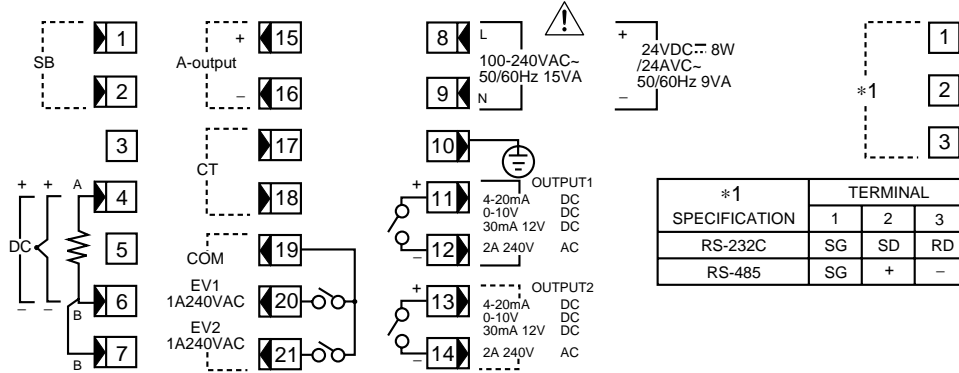 SB
1
2
3
+ + A
4
DC
5
6
– – B
7
B
A-output
+
15
–
16
CT
17
18
COM
19
EV1
1A240VAC
20
EV2
1A240VAC
21
8
L
100-240VAC~
50/60Hz 15VA
9
N
10
+
11
OUTPUT1
4-20mA DC
0-10V DC
30mA 12V DC
12
–
2A 240V AC
+
13
OUTPUT2
4-20mA DC
0-10V DC
30mA 12V DC
14
–
2A 240V AC
!
+
24VDC⎓ 8W
/24AVC~
50/60Hz 9VA
–
∗1
1
2
3
∗1 TERMINAL
SPECIFICATION 1 2 3
RS-232C SG SD RD
RS-485 SG + –